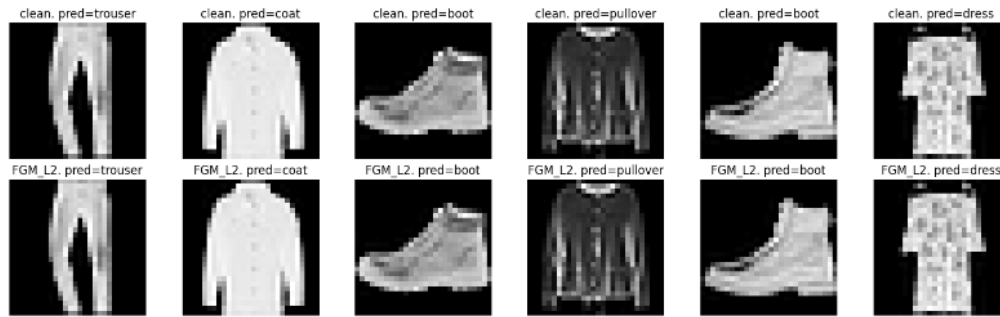 clean. pred=trouser clean. pred=coat clean. pred=boot clean. pred=pullover clean. pred=boot clean. pred=dress
FGM_L2. pred=trouser FGM_L2. pred=coat FGM_L2. pred=boot FGM_L2. pred=pullover FGM_L2. pred=boot FGM_L2. pred=dress